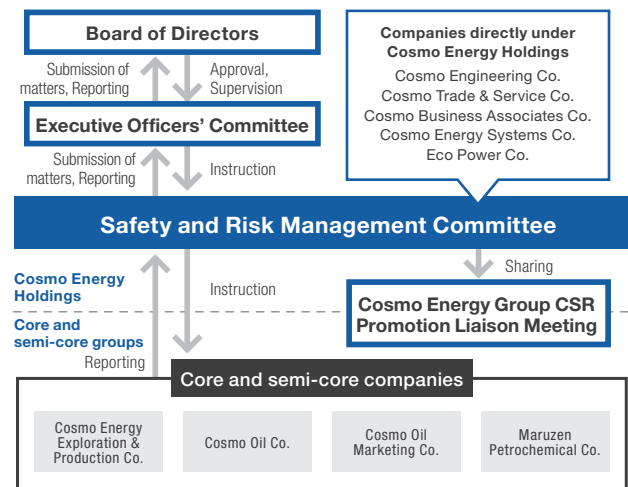 Board of Directors
Submission of
matters, Reporting
Approval,
Supervision
Executive Officers’ Committee
Submission of
matters, Reporting
Instruction
Companies directly under
Cosmo Energy Holdings
Cosmo Engineering Co.
Cosmo Trade & Service Co.
Cosmo Business Associates Co.
Cosmo Energy Systems Co.
Eco Power Co.
Safety and Risk Management Committee
Sharing
Cosmo Energy
Holdings
Instruction
Cosmo Energy Group CSR
Promotion Liaison Meeting
Core and
semi-core groups
Reporting
Core and semi-core companies
Cosmo Energy
Exploration &
Production Co.
Cosmo Oil Co.
Cosmo Oil
Marketing Co.
Maruzen
Petrochemical Co.